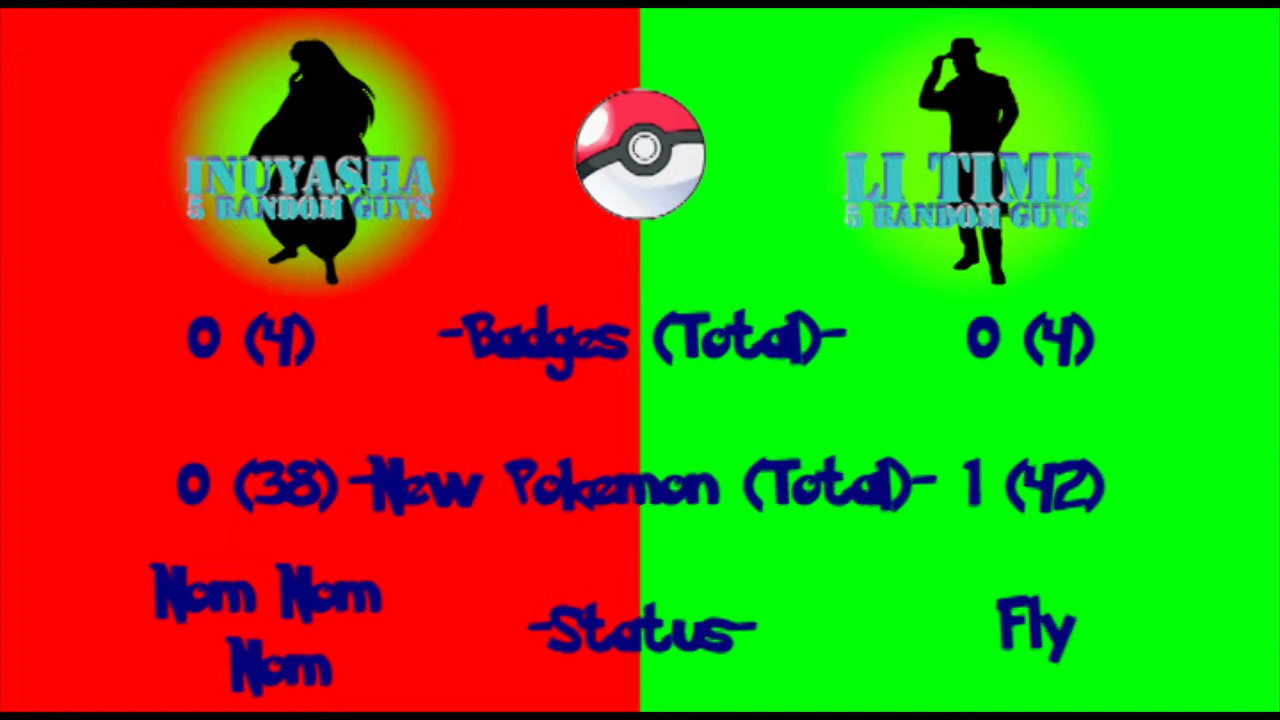 INUYASHA
5 RANDOM GUYS
LI TIME
5 RANDOM GUYS
0 (4) -Badges (Total)- 0 (4)
0 (38) -New Pokemon (Total)- 1 (42)
Nom Nom
Nom
-Status-
Fly